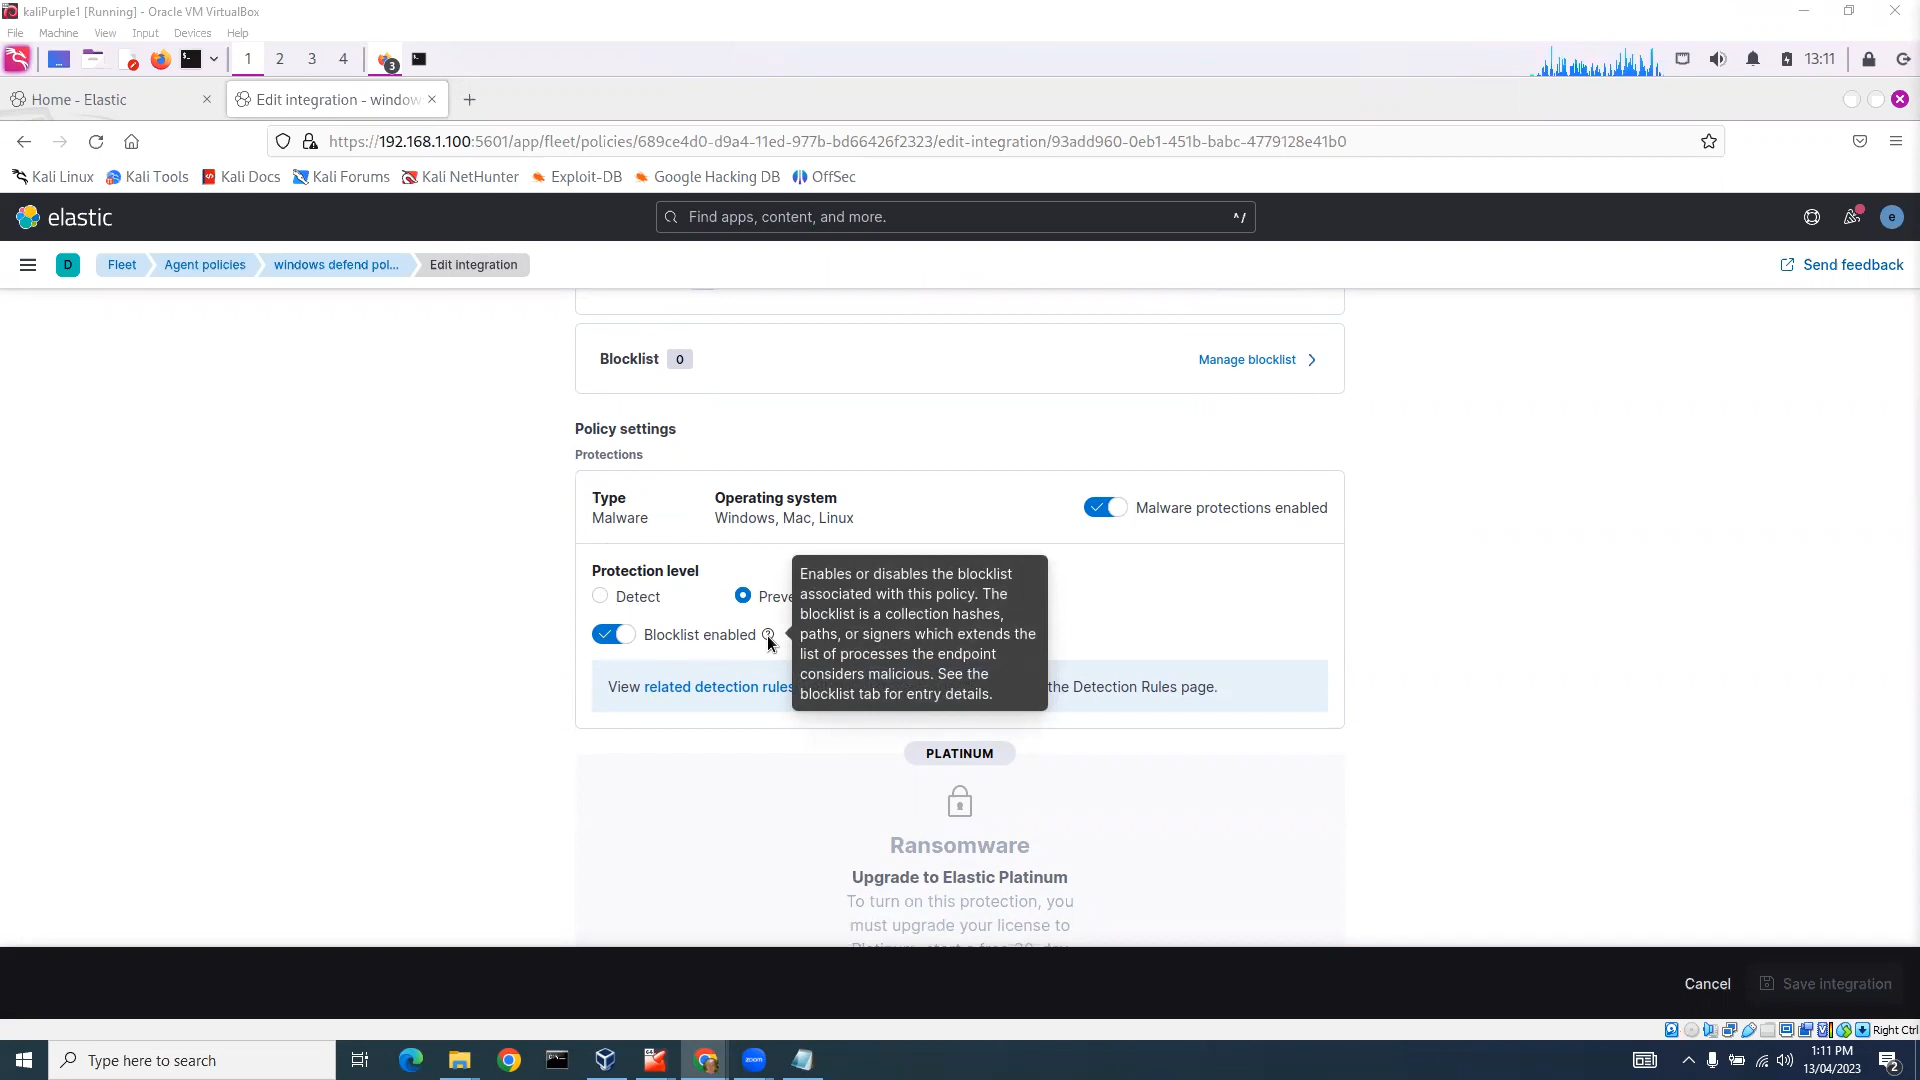 kaliPurple1 [Running] - Oracle VM VirtualBox
File Machine View Input Devices Help
1 2 3 4 3 13:11
Home - Elastic
Edit integration - window
https://192.168.1.100:5601/app/fleet/policies/689ce4d0-d9a4-11ed-977b-bd66426f2323/edit-integration/93add960-0eb1-451b-babc-4779128e41b0
Kali Linux Kali Tools Kali Docs Kali Forums Kali NetHunter Exploit-DB Google Hacking DB OffSec
elastic
Find apps, content, and more. ^/
e
D Fleet Agent policies windows defend pol... Edit integration
Send feedback
Blocklist 0
Manage blocklist
Policy settings
Protections
Type
Malware
Operating system
Windows, Mac, Linux
Malware protections enabled
Protection level
Detect
Blocklist enabled
Enables or disables the blocklist
associated with this policy. The
blocklist is a collection hashes,
paths, or signers which extends the
list of processes the endpoint
considers malicious. See the
blocklist tab for entry details.
View related detection rules
the Detection Rules page.
PLATINUM
Ransomware
Upgrade to Elastic Platinum
To turn on this protection, you
must upgrade your license to
Cancel Save integration
Right Ctrl
Type here to search
zoom
1:11 PM
13/04/2023
2